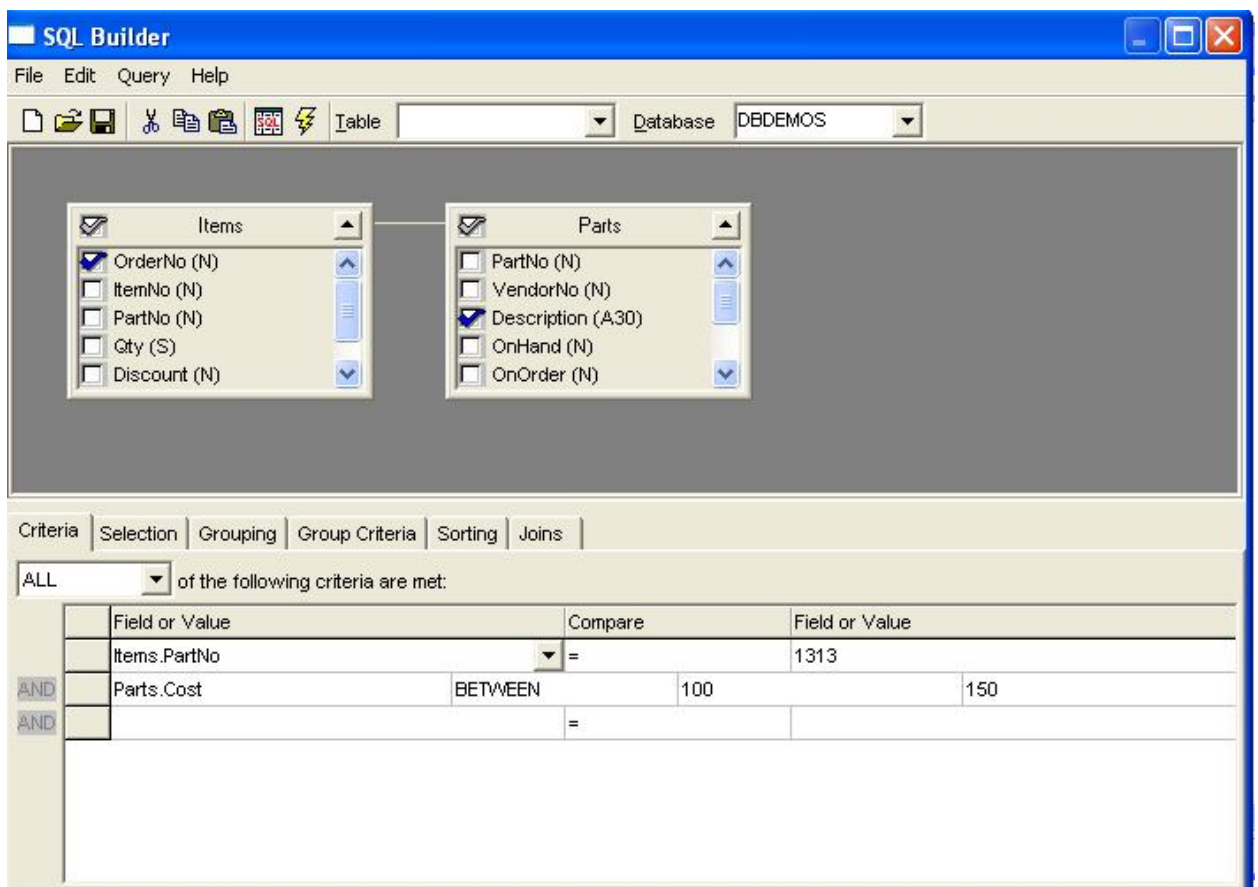 SQL Builder
File Edit Query Help
SQL Table Database DBDEMOS
Items
OrderNo (N)
ItemNo (N)
PartNo (N)
Qty (S)
Discount (N)
Parts
PartNo (N)
VendorNo (N)
Description (A30)
OnHand (N)
OnOrder (N)
Criteria Selection Grouping Group Criteria Sorting Joins
ALL of the following criteria are met:
Field or Value Compare Field or Value
Items.PartNo = 1313
AND Parts.Cost BETWEEN 100 150
AND =